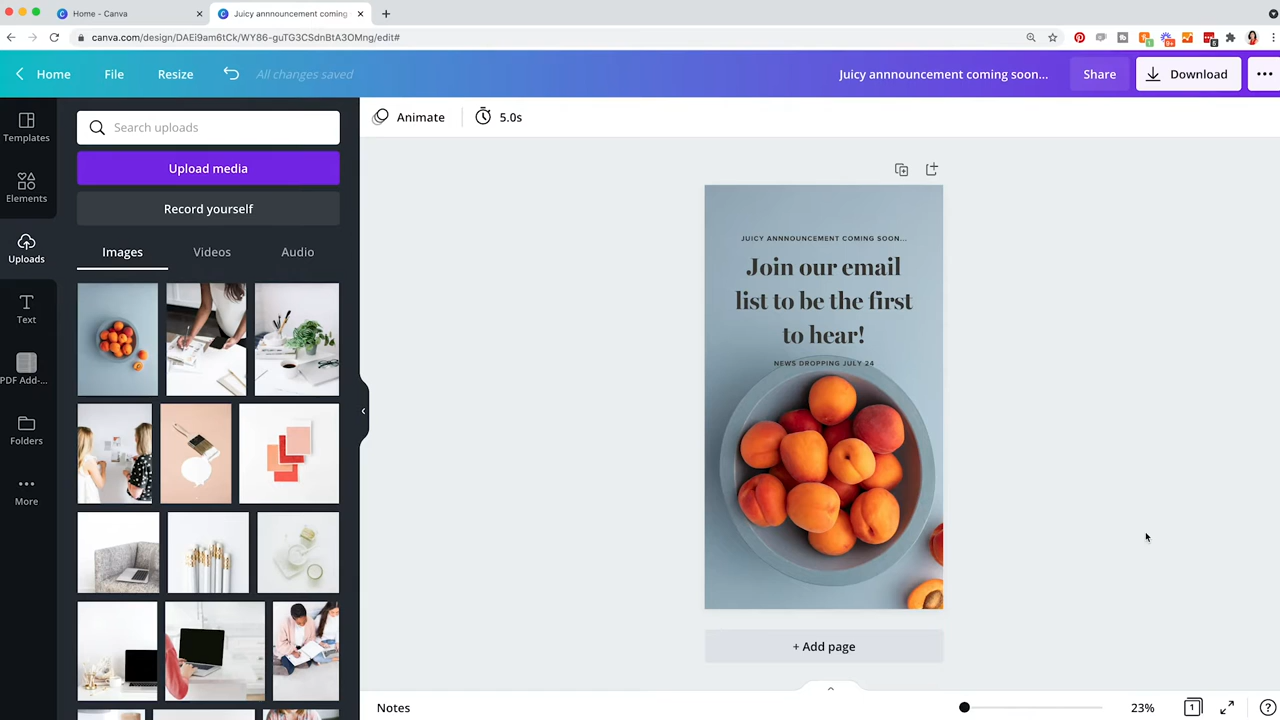 Home - Canva
Juicy annnouncement coming
canva.com/design/DAEi9am6tCk/WY86-guTG3CSdnBtA3OMng/edit#
Home
File
Resize
All changes saved
Juicy annnouncement coming soon...
Share
Download
Templates
Elements
Uploads
Text
PDF Add-...
Folders
More
Search uploads
Upload media
Record yourself
Images
Videos
Audio
Animate
5.0s
JUICY ANNNOUNCEMENT COMING SOON...
Join our email
list to be the first
to hear!
NEWS DROPPING JULY 24
+ Add page
Notes
23%
1